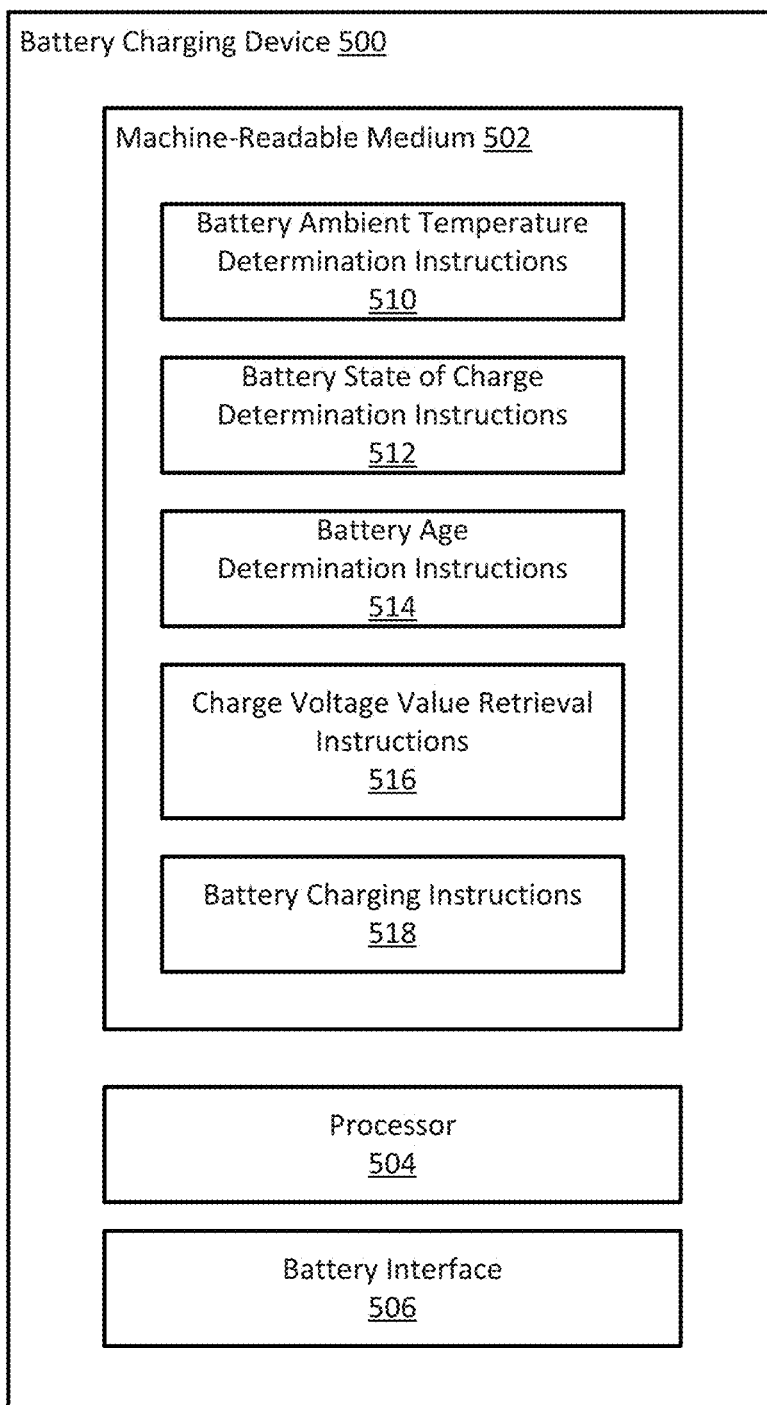 Battery Charging Device 500
Machine-Readable Medium 502
Battery Ambient Temperature
Determination Instructions
510
Battery State of Charge
Determination Instructions
512
Battery Age
Determination Instructions
514
Charge Voltage Value Retrieval
Instructions
516
Battery Charging Instructions
518
Processor
504
Battery Interface
506